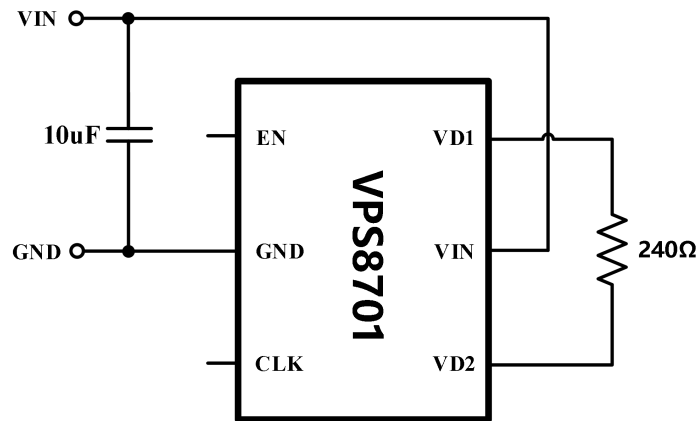 VIN
10uF
EN
VD1
VPS8701
240Ω
GND
GND
VIN
CLK
VD2